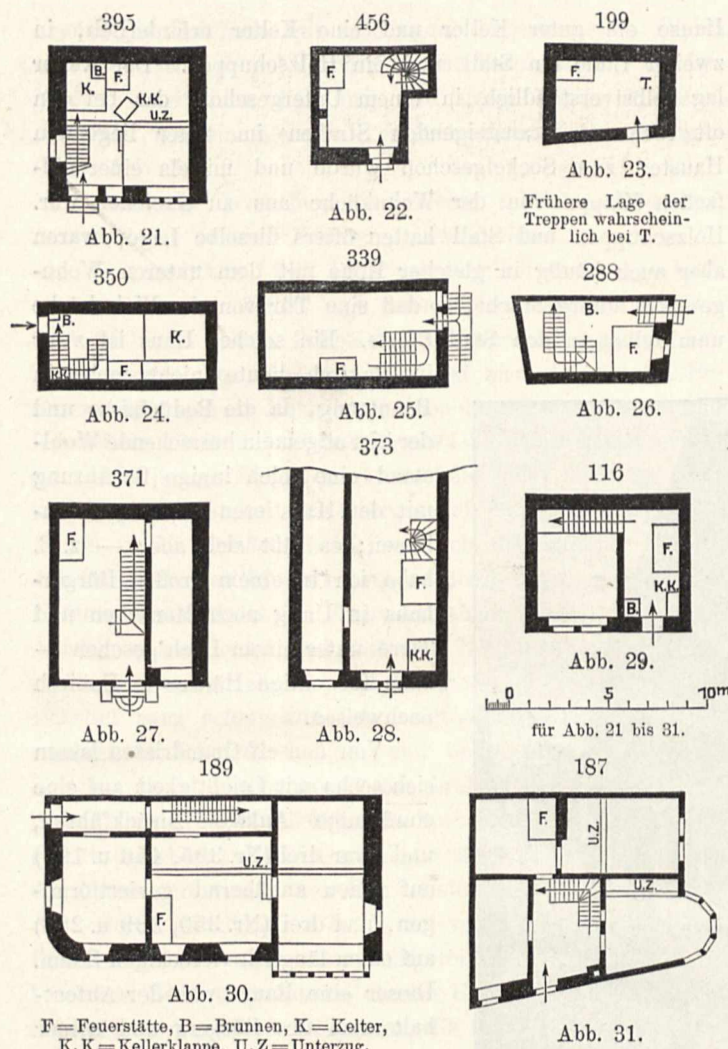 395
456
199
B.
F.
K.
K.K.
U.Z.
F.
F.
T.
Abb. 21.
Abb. 22.
Abb. 23.
Frühere Lage der
Treppen wahrschein-
lich bei T.
350
339
288
B.
K.
K.K.
F.
F.
B.
F.
Abb. 24.
Abb. 25.
Abb. 26.
371
373
116
F.
F.
K.K.
F.
K.K.
B.
Abb. 27.
Abb. 28.
Abb. 29.
0 5 10m
für Abb. 21 bis 31.
189
187
U.Z.
F.
F.
U.Z.
U.Z.
Abb. 30.
Abb. 31.
F=Feuerstätte, B=Brunnen, K=Kelter,
K.K=Kellerklappe, U.Z=Unterzug.